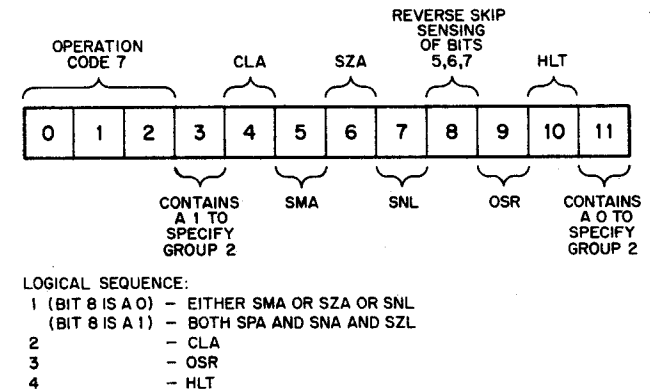 REVERSE SKIP
SENSING
OF BITS
5,6,7
OPERATION
CODE 7
CLA
SZA
HLT
0 1 2 3 4 5 6 7 8 9 10 11
CONTAINS
A 1 TO
SPECIFY
GROUP 2
SMA
SNL
OSR
CONTAINS
A 0 TO
SPECIFY
GROUP 2
LOGICAL SEQUENCE:
1 (BIT 8 IS A 0) – EITHER SMA OR SZA OR SNL
(BIT 8 IS A 1) – BOTH SPA AND SNA AND SZL
2 – CLA
3 – OSR
4 – HLT